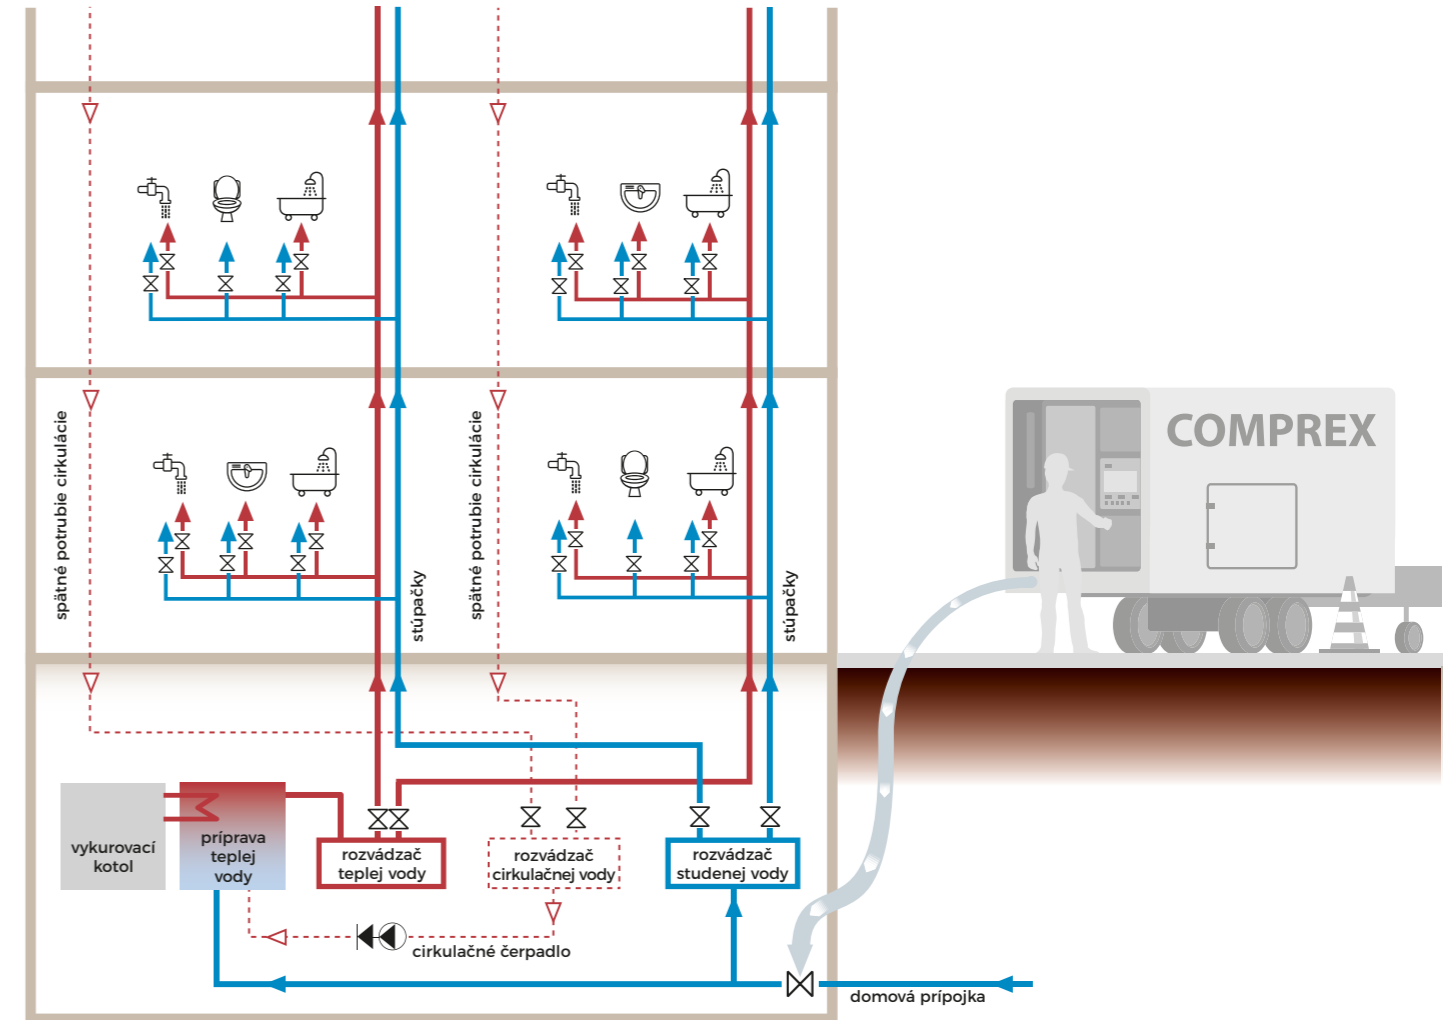 COMPREX
spätné potrubie cirkulácie
stúpačky
spätné potrubie cirkulácie
stúpačky
vykurovací
kotol
príprava
teplej
vody
rozvádzač
teplej vody
rozvádzač
cirkulačnej vody
rozvádzač
studenej vody
cirkulačné čerpadlo
domová prípojka